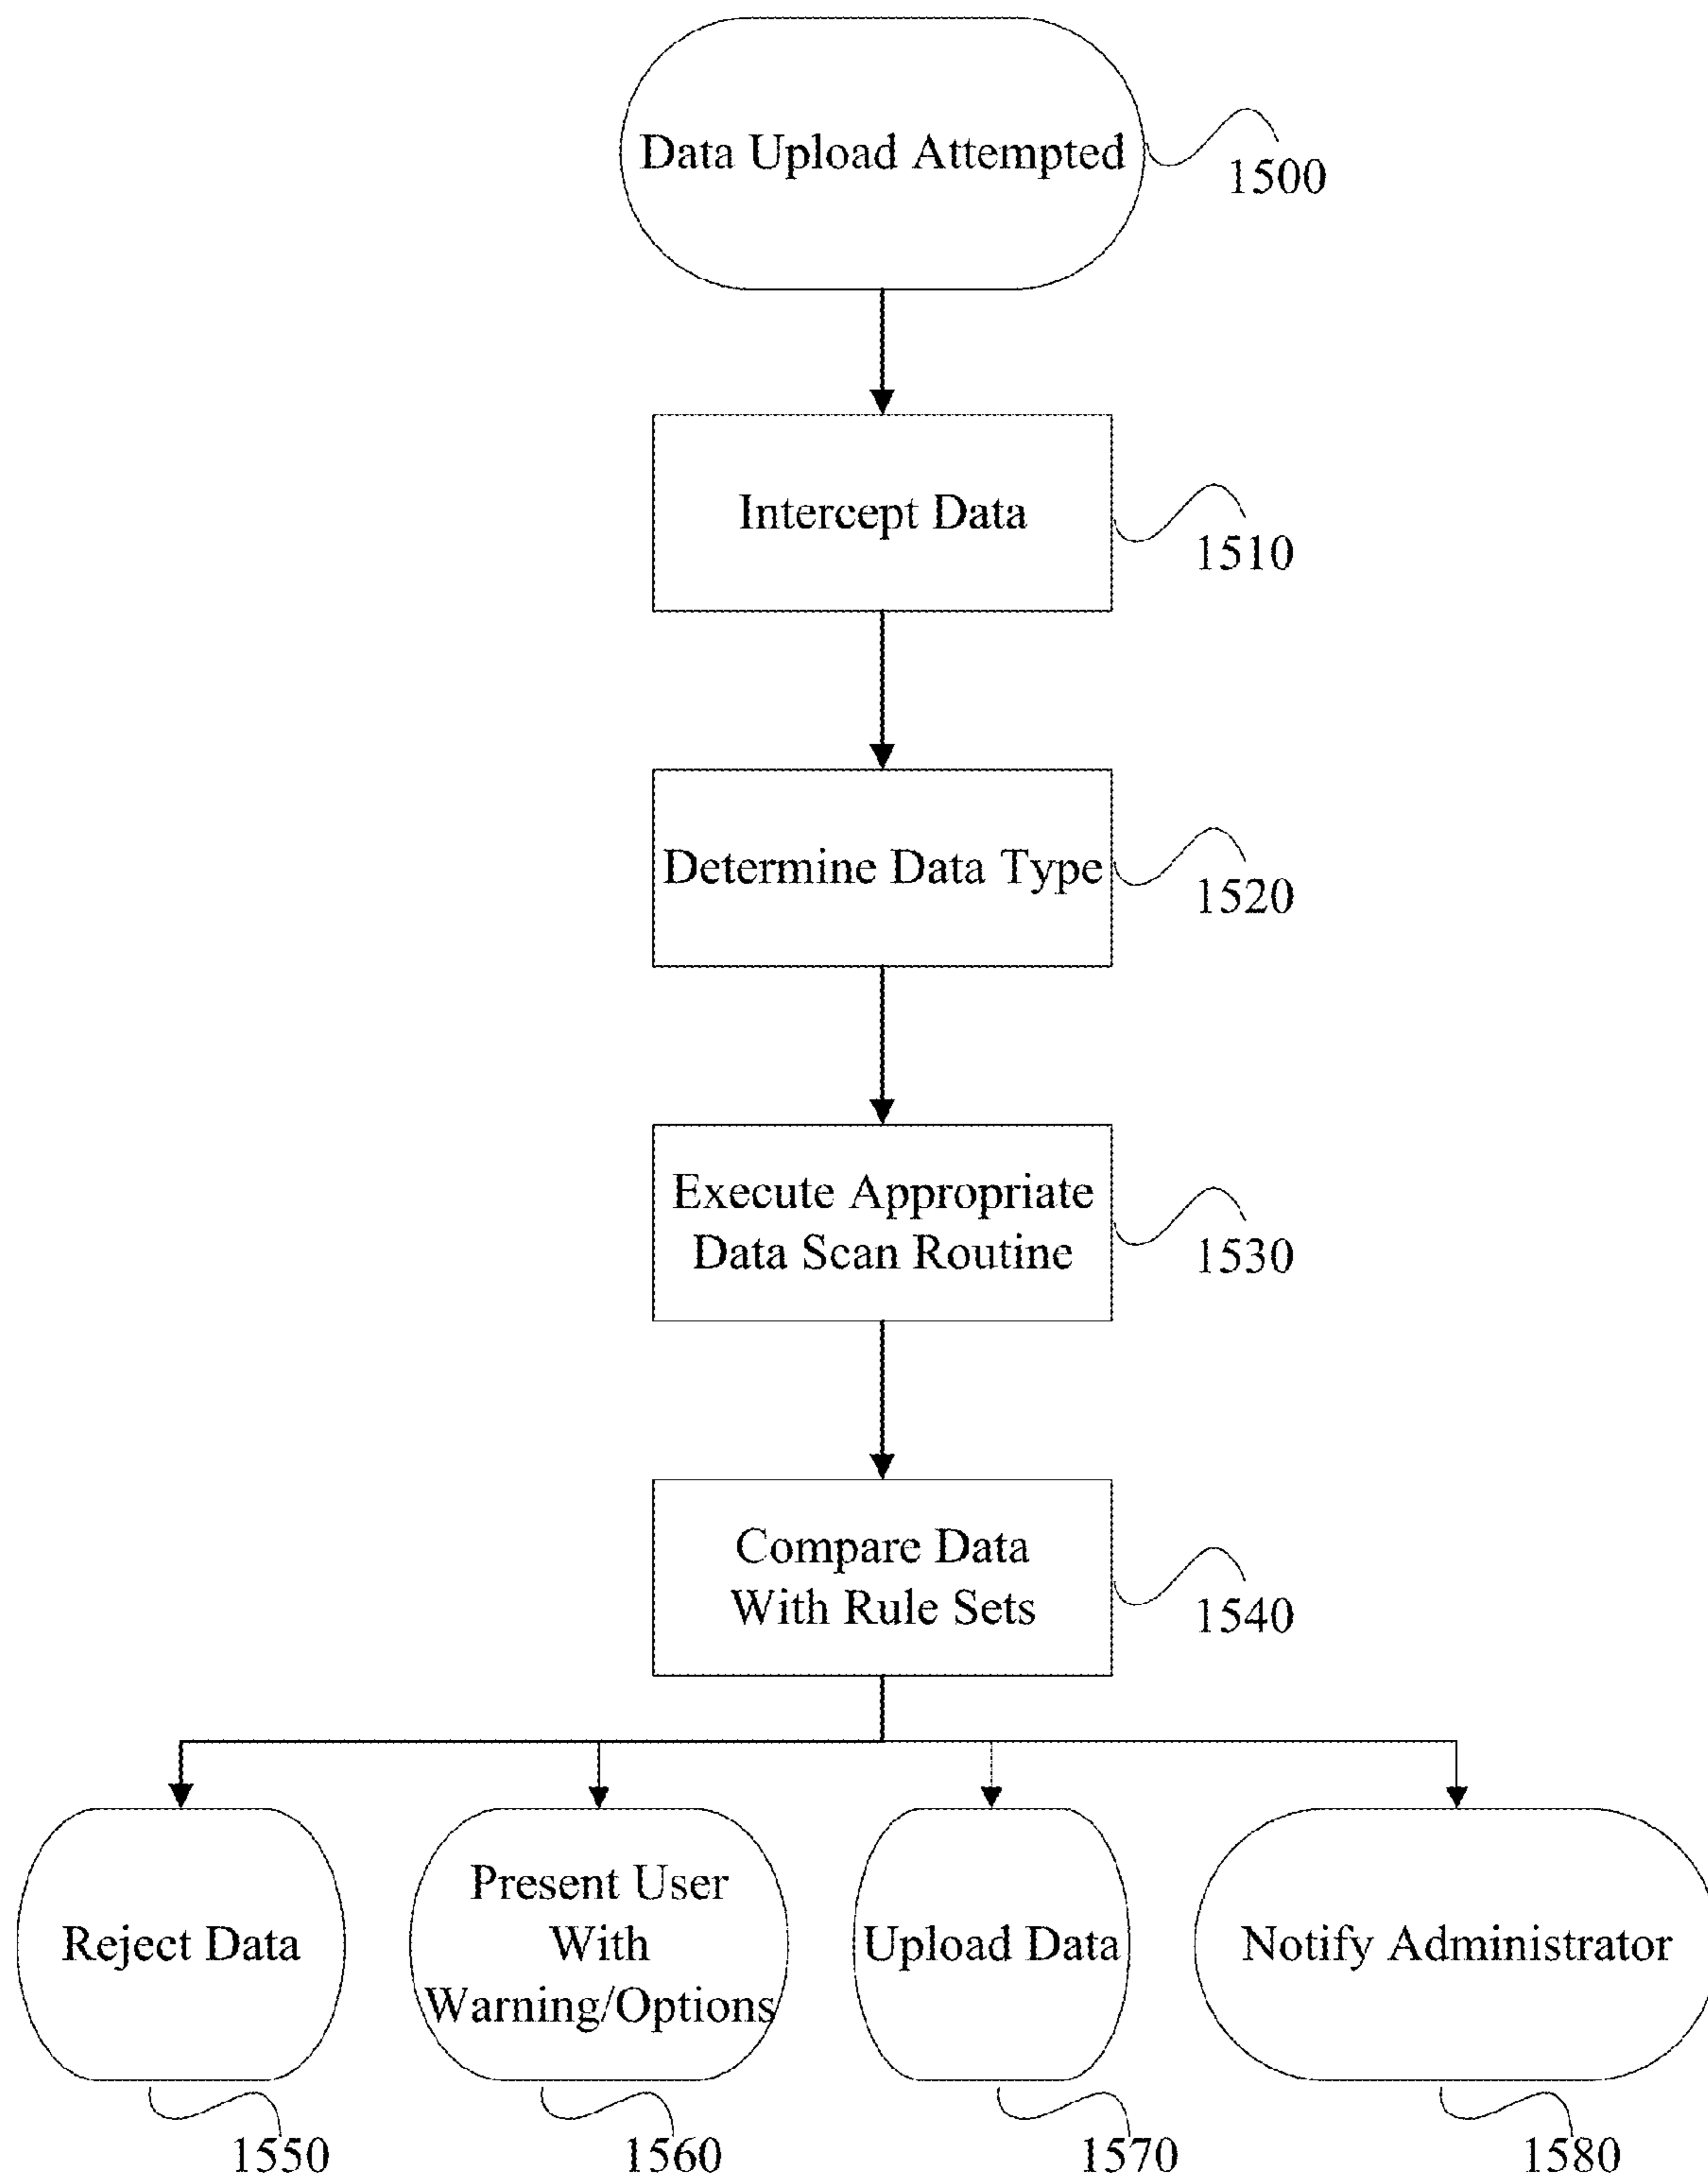 Data Upload Attempted
1500
Intercept Data
1510
Determine Data Type
1520
Execute Appropriate
Data Scan Routine
1530
Compare Data
With Rule Sets
1540
Reject Data
Present User
With
Warning/Options
Upload Data
Notify Administrator
1550
1560
1570
1580